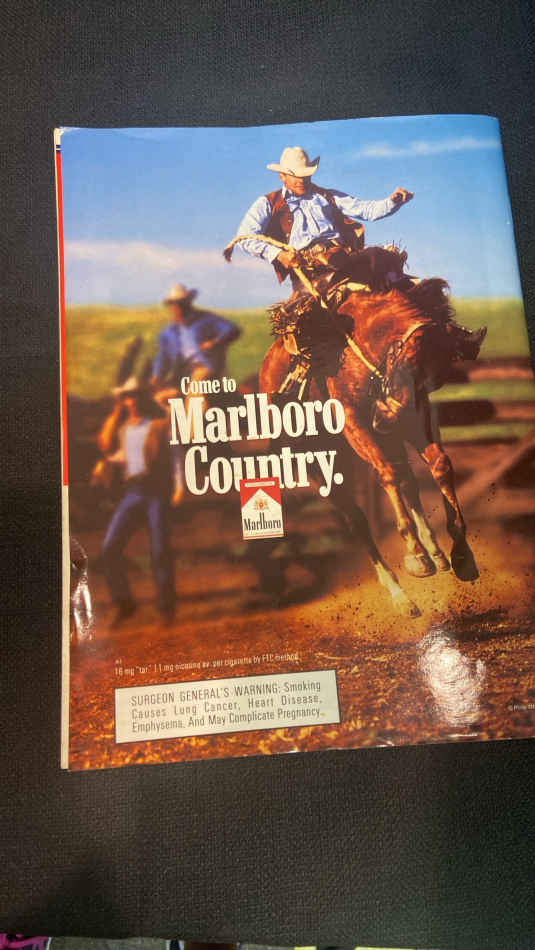 Come to
Marlboro
Country.
Marlboro
16 mg "tar," 1.1 mg nicotine av. per cigarette by FTC method.
SURGEON GENERAL'S WARNING: Smoking
Causes Lung Cancer, Heart Disease,
Emphysema, And May Complicate Pregnancy.